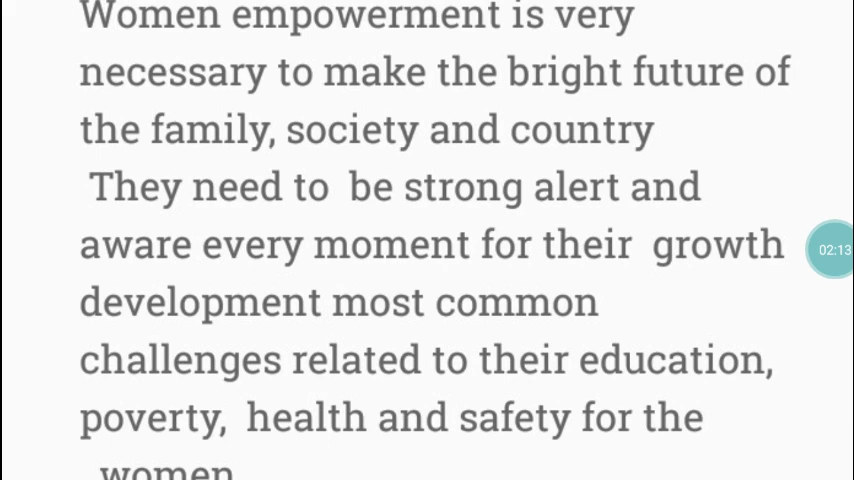 Women empowerment is very
necessary to make the bright future of
the family, society and country
They need to be strong alert and
aware every moment for their growth
02:13
development most common
challenges related to their education,
poverty, health and safety for the
women